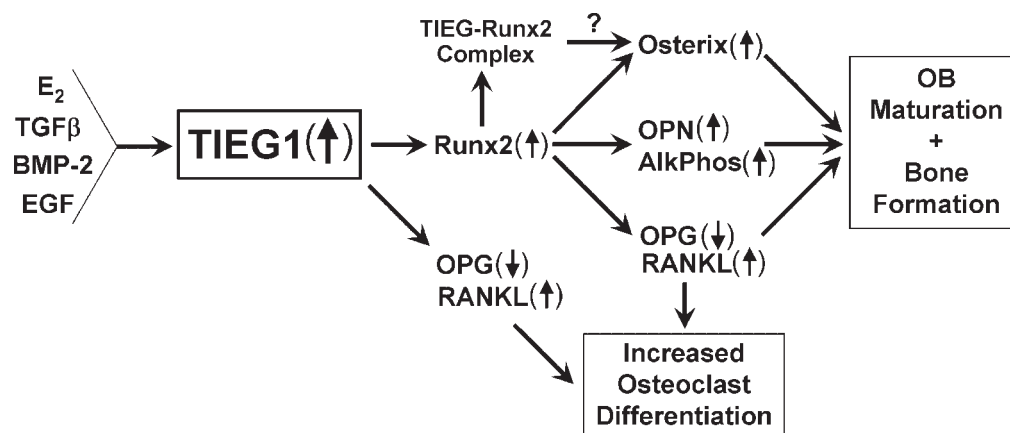 E₂
TGFβ
BMP-2
EGF
TIEG1(↑)
TIEG-Runx2
Complex
?
Runx2(↑)
Osterix(↑)
OPN(↑)
AlkPhos(↑)
OPG(↓)
RANKL(↑)
OPG(↓)
RANKL(↑)
OB
Maturation
+
Bone
Formation
Increased
Osteoclast
Differentiation